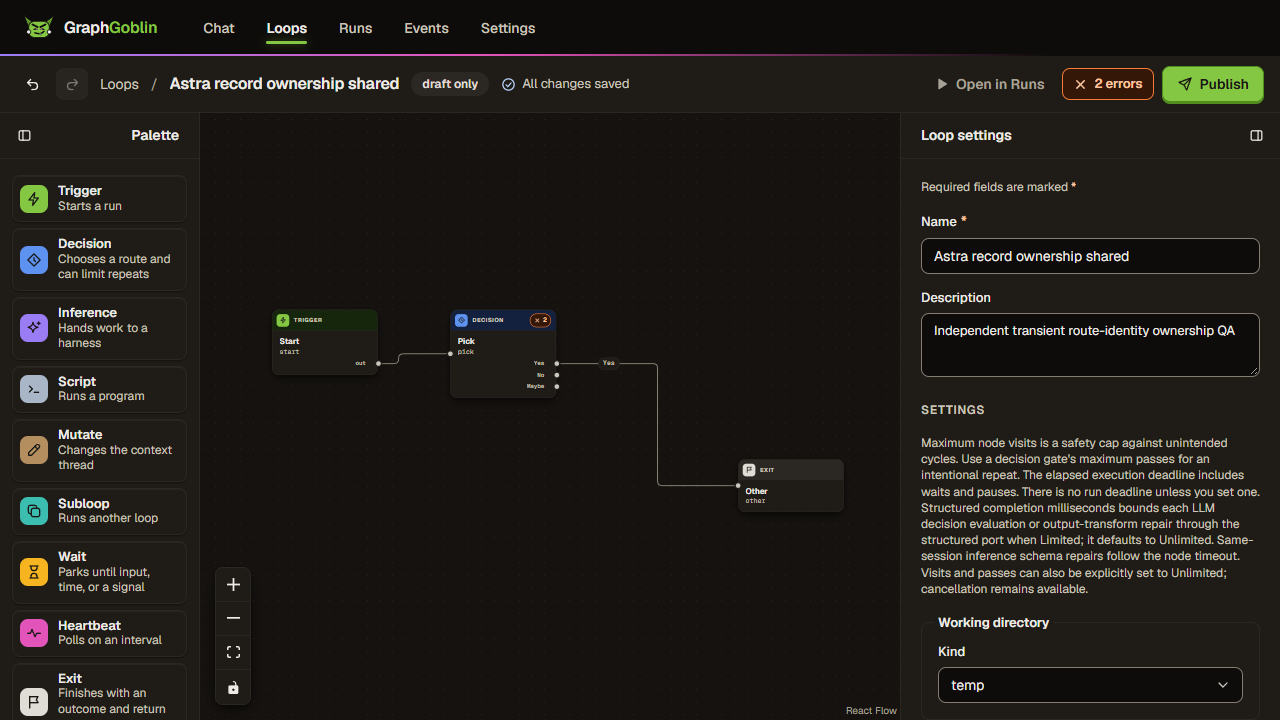 GraphGoblin
Chat
Loops
Runs
Events
Settings
Loops / Astra record ownership shared
draft only
All changes saved
Open in Runs
2 errors
Publish
Palette
Trigger
Starts a run
Decision
Chooses a route and
can limit repeats
Inference
Hands work to a
harness
Script
Runs a program
Mutate
Changes the context
thread
Subloop
Runs another loop
Wait
Parks until input,
time, or a signal
Heartbeat
Polls on an interval
Exit
Finishes with an
outcome and return
TRIGGER
Start
start
out
DECISION
2
Pick
pick
Yes
No
Maybe
Yes
EXIT
Other
other
React Flow
Loop settings
Required fields are marked *
Name *
Astra record ownership shared
Description
Independent transient route-identity ownership QA
SETTINGS
Maximum node visits is a safety cap against unintended
cycles. Use a decision gate's maximum passes for an
intentional repeat. The elapsed execution deadline includes
waits and pauses. There is no run deadline unless you set one.
Structured completion milliseconds bounds each LLM
decision evaluation or output-transform repair through the
structured port when Limited; it defaults to Unlimited. Same-
session inference schema repairs follow the node timeout.
Visits and passes can also be explicitly set to Unlimited;
cancellation remains available.
Working directory
Kind
temp